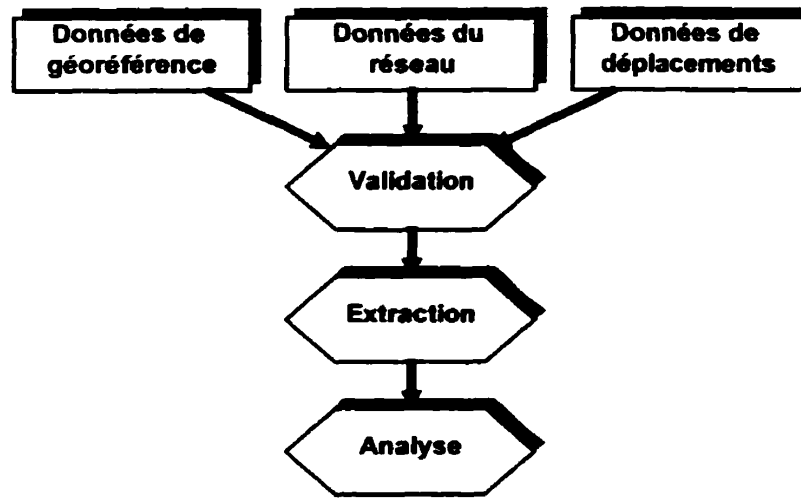 Données de
géoréférence
Données du
réseau
Données de
déplacements
Validation
Extraction
Analyse